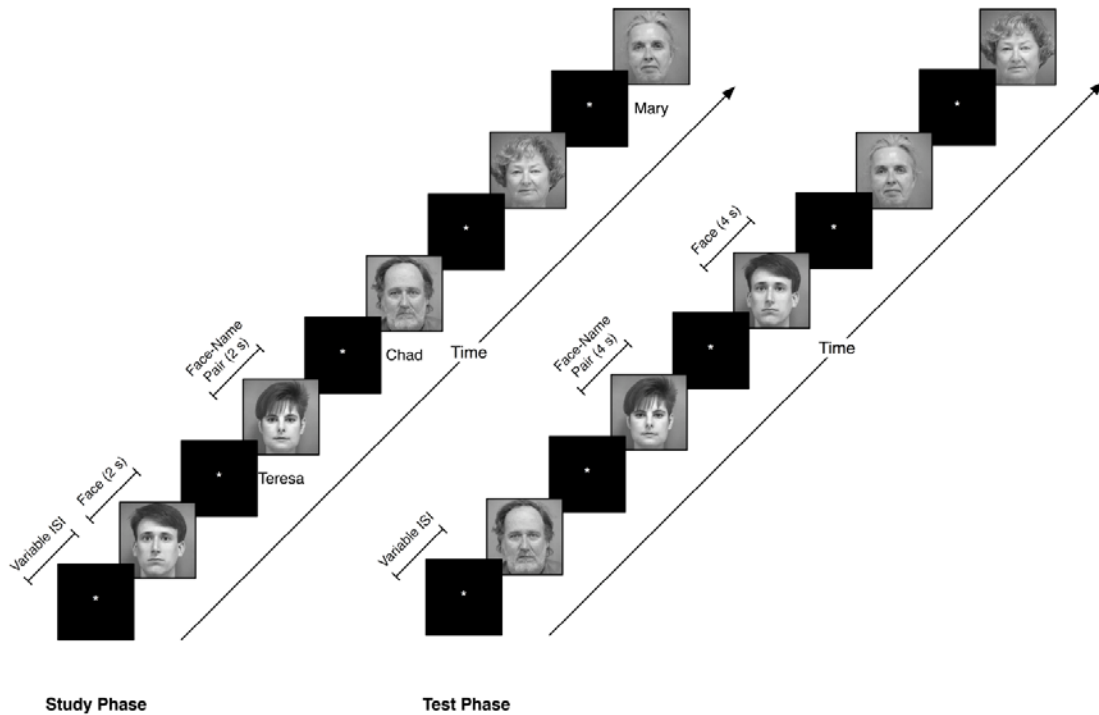 Mary
Face (4 s)
Face-Name
Pair (2 s)
Chad
Time
Face-Name
Pair (4 s)
Time
Face (2 s)
Teresa
Variable ISI
Variable ISI
*
*
*
*
*
*
*
*
*
*
Study Phase
Test Phase